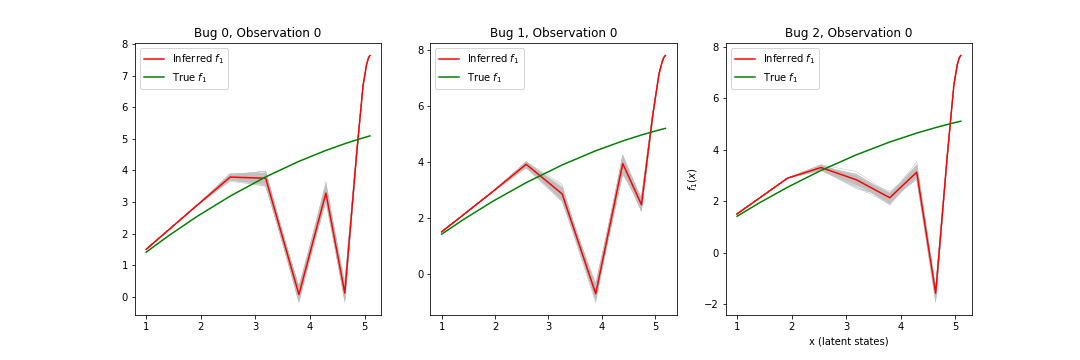 Bug 0, Observation 0
8
7
6
5
4
3
2
1
0
1 2 3 4 5
Inferred f₁
True f₁
Bug 1, Observation 0
8
6
4
2
0
1 2 3 4 5
Inferred f₁
True f₁
Bug 2, Observation 0
f₁(x)
8
6
4
2
0
−2
1 2 3 4 5
x (latent states)
Inferred f₁
True f₁